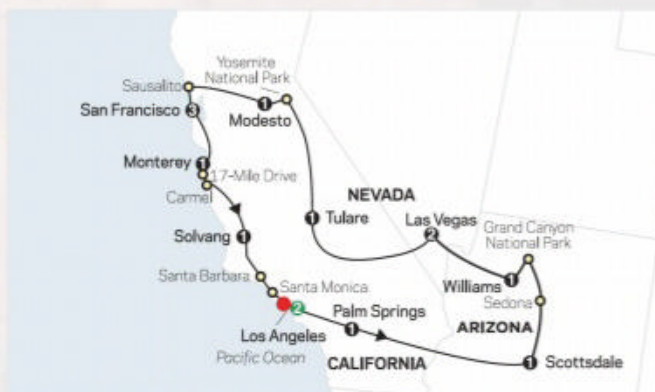 Yosemite
National Park
Sausalito
San Francisco
3
1
Modesto
Monterey
1
17-Mile Drive
Carmel
NEVADA
1
Tulare
Las Vegas
2
Grand Canyon
National Park
Solvang
1
Santa Barbara
Santa Monica
Williams
1
Sedona
2
Palm Springs
1
Los Angeles
Pacific Ocean
CALIFORNIA
ARIZONA
1
Scottsdale